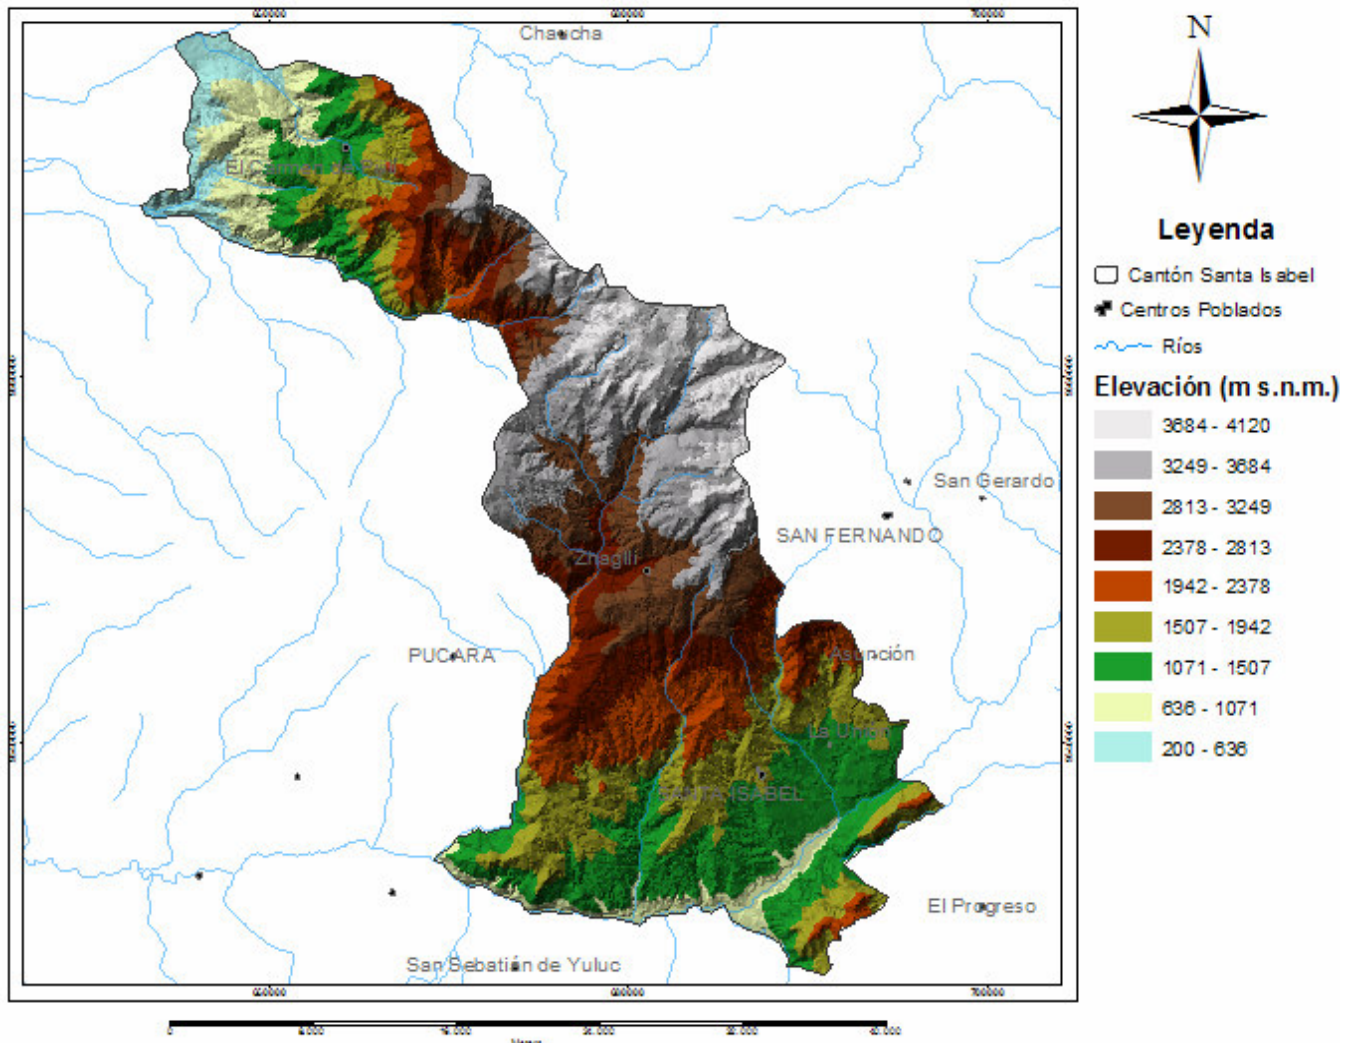 Chaucha
N
El Carmen de Pijilí
Leyenda
Cantón Santa Isabel
Centros Poblados
Ríos
Elevación (m s.n.m.)
3684 - 4120
3249 - 3684
2813 - 3249
2378 - 2813
1942 - 2378
1507 - 1942
1071 - 1507
636 - 1071
200 - 636
San Gerardo
SAN FERNANDO
Zhaglli
PUCARA
Asunción
La Unión
SANTA ISABEL
El Progreso
San Sebatián de Yuluc